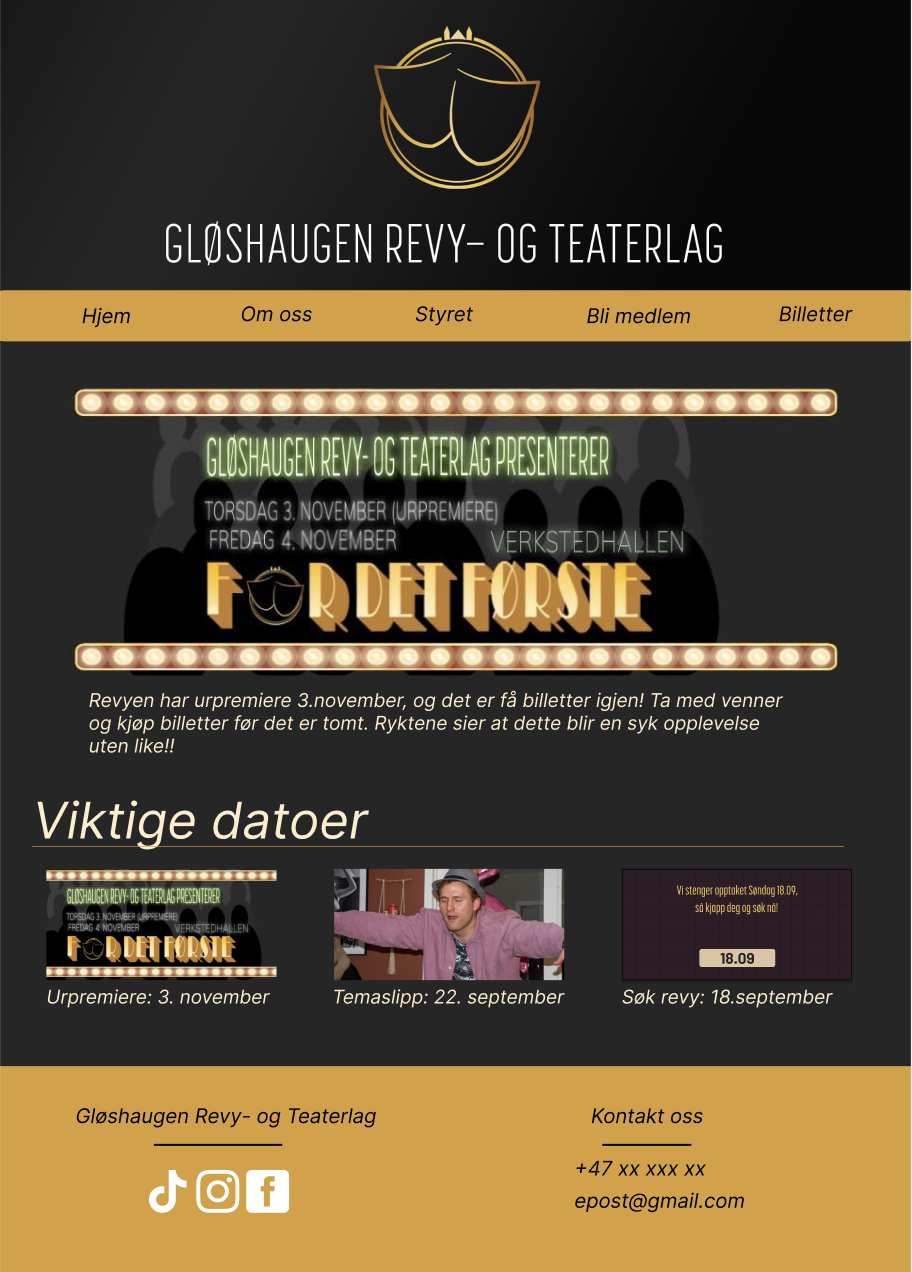 GLØSHAUGEN REVY– OG TEATERLAG
Hjem Om oss Styret Bli medlem Billetter
GLØSHAUGEN REVY- OG TEATERLAG PRESENTERER
TORSDAG 3. NOVEMBER (URPREMIERE)
FREDAG 4. NOVEMBER
VERKSTEDHALLEN
FOR DET FØRSTE
Revyen har urpremiere 3.november, og det er få billetter igjen! Ta med venner
og kjøp billetter før det er tomt. Ryktene sier at dette blir en syk opplevelse
uten like!!
Viktige datoer
GLØSHAUGEN REVY- OG TEATERLAG PRESENTERER
TORSDAG 3. NOVEMBER (URPREMIERE)
FREDAG 4. NOVEMBER
VERKSTEDHALLEN
FOR DET FØRSTE
Urpremiere: 3. november
Temaslipp: 22. september
Vi stenger opptaket Søndag 18.09,
så kjapp deg og søk nå!
18.09
Søk revy: 18.september
Gløshaugen Revy- og Teaterlag
Kontakt oss
+47 xx xxx xx
epost@gmail.com